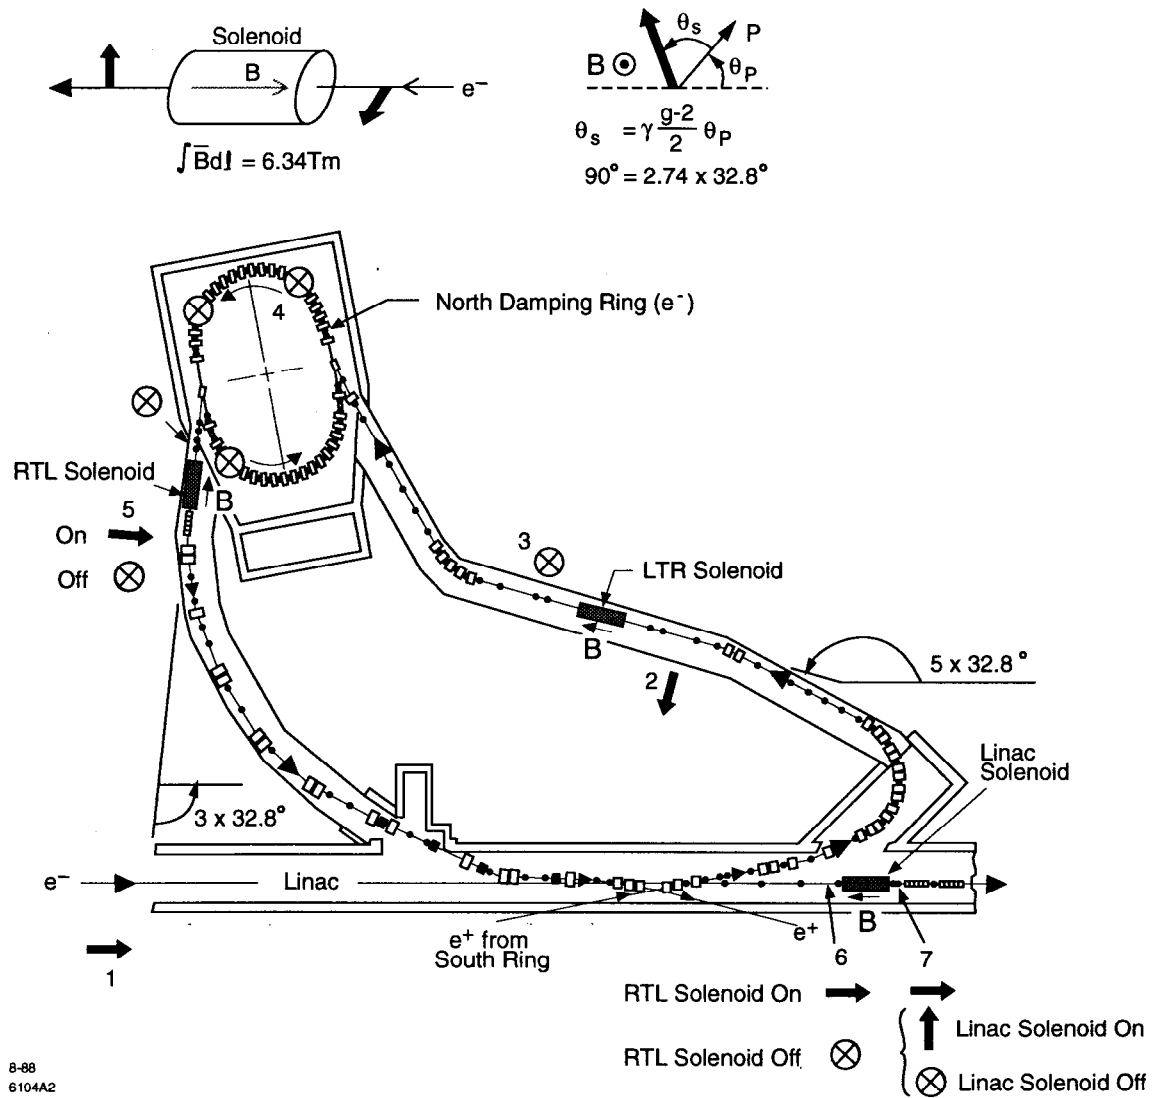 Solenoid
B
e⁻
∫B̅dl = 6.34Tm
θs
P
B
θP
θs = γ g-2/2 θP
90° = 2.74 x 32.8°
4
North Damping Ring (e⁻)
RTL Solenoid
B
5
On
Off
3
LTR Solenoid
B
2
5 x 32.8°
Linac
Solenoid
3 x 32.8°
e⁻
Linac
B
e⁺ from
South Ring
e⁺
6
7
1
RTL Solenoid On
Linac Solenoid On
RTL Solenoid Off
Linac Solenoid Off
8-88
6104A2